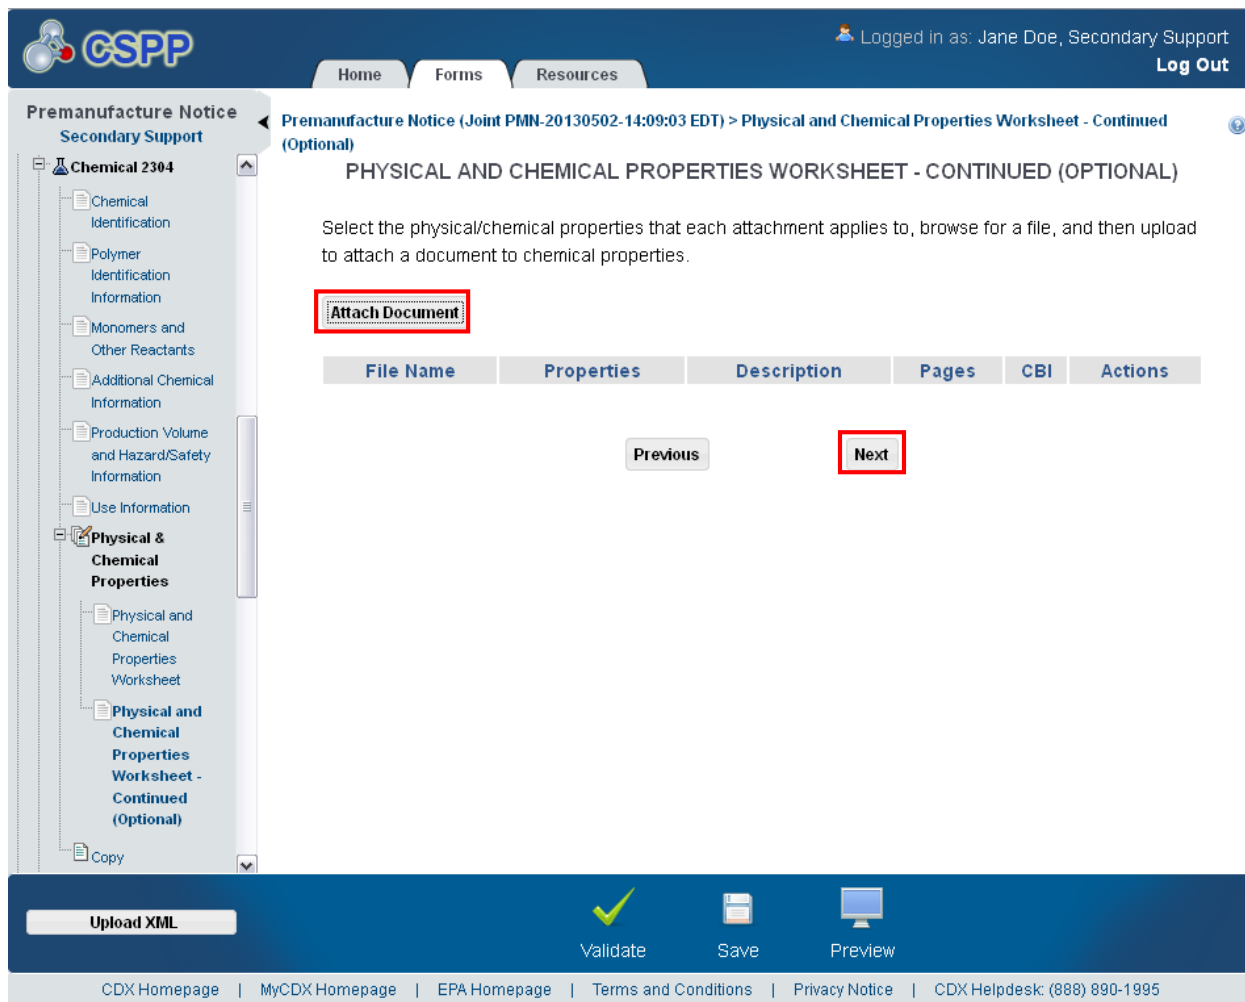 CSPP
Logged in as: Jane Doe, Secondary Support
Log Out
Home
Forms
Resources
Premanufacture Notice
Secondary Support
Chemical 2304
Chemical
Identification
Polymer
Identification
Information
Monomers and
Other Reactants
Additional Chemical
Information
Production Volume
and Hazard/Safety
Information
Use Information
Physical &
Chemical
Properties
Physical and
Chemical
Properties
Worksheet
Physical and
Chemical
Properties
Worksheet -
Continued
(Optional)
Copy
Premanufacture Notice (Joint PMN-20130502-14:09:03 EDT) > Physical and Chemical Properties Worksheet - Continued
(Optional)
PHYSICAL AND CHEMICAL PROPERTIES WORKSHEET - CONTINUED (OPTIONAL)
Select the physical/chemical properties that each attachment applies to, browse for a file, and then upload
to attach a document to chemical properties.
Attach Document
File Name Properties Description Pages CBI Actions
Previous
Next
Upload XML
Validate
Save
Preview
CDX Homepage | MyCDX Homepage | EPA Homepage | Terms and Conditions | Privacy Notice | CDX Helpdesk: (888) 890-1995